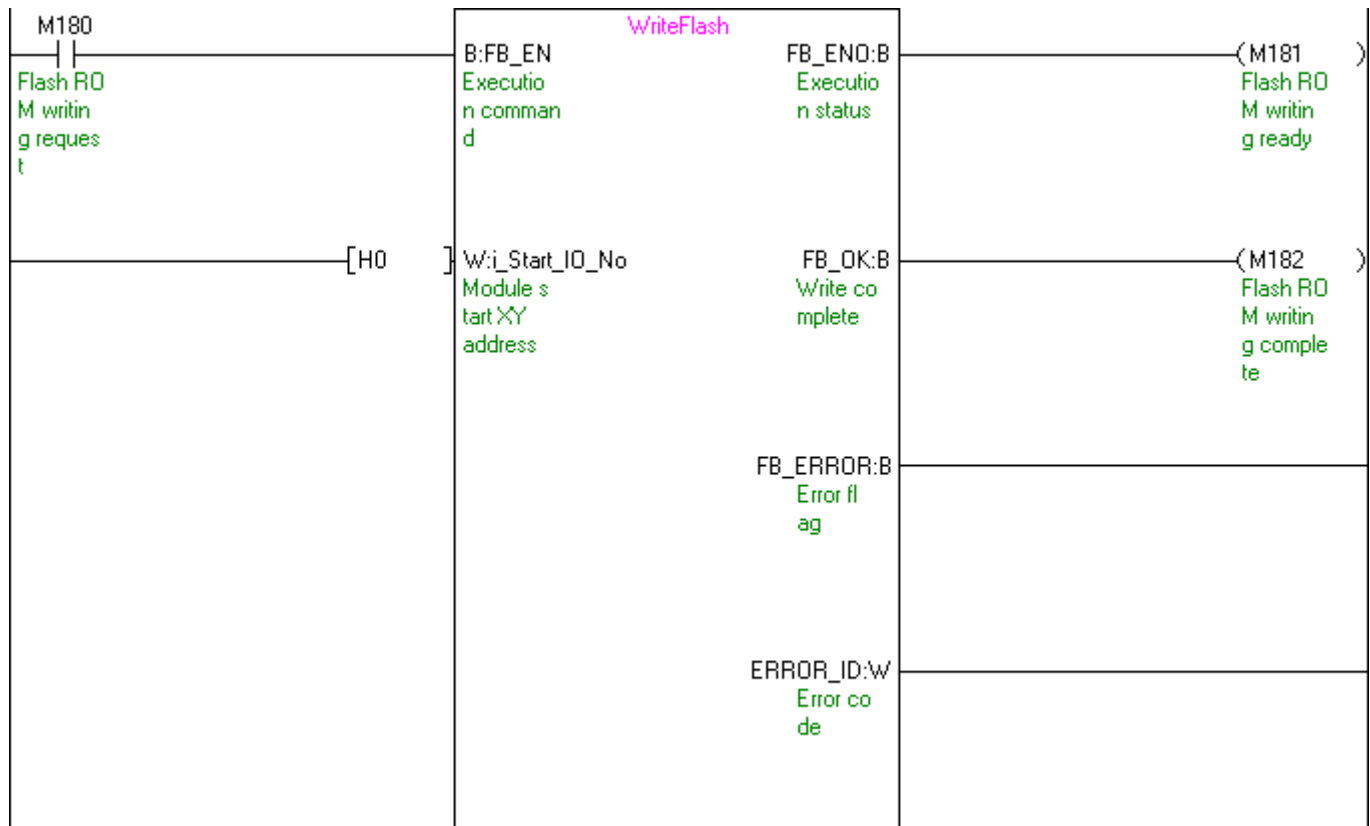 M180
WriteFlash
B:FB_EN
FB_ENO:B
(M181 )
Flash RO
M writin
g reques
t
Executio
n comman
d
Executio
n status
Flash RO
M writin
g ready
[H0 ]
W:i_Start_IO_No
FB_OK:B
(M182 )
Module s
tart XY
address
Write co
mplete
Flash RO
M writin
g comple
te
FB_ERROR:B
Error fl
ag
ERROR_ID:W
Error co
de